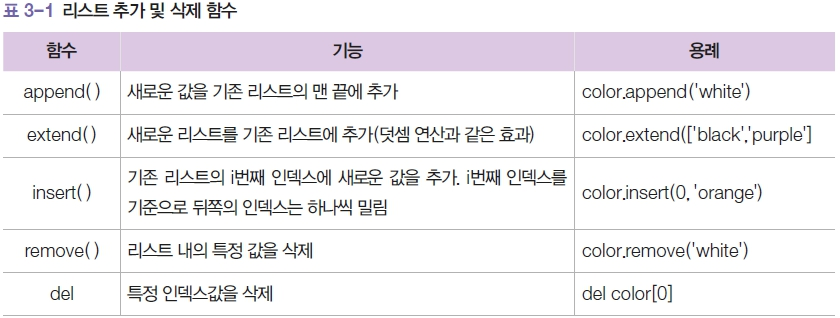 표 3-1 리스트 추가 및 삭제 함수
함수 기능 용례
append( ) 새로운 값을 기존 리스트의 맨 끝에 추가 color.append('white')
extend( ) 새로운 리스트를 기존 리스트에 추가(덧셈 연산과 같은 효과) color.extend(['black','purple']
insert( ) 기존 리스트의 i번째 인덱스에 새로운 값을 추가. i번째 인덱스를
기준으로 뒤쪽의 인덱스는 하나씩 밀림 color.insert(0, 'orange')
remove( ) 리스트 내의 특정 값을 삭제 color.remove('white')
del 특정 인덱스값을 삭제 del color[0]